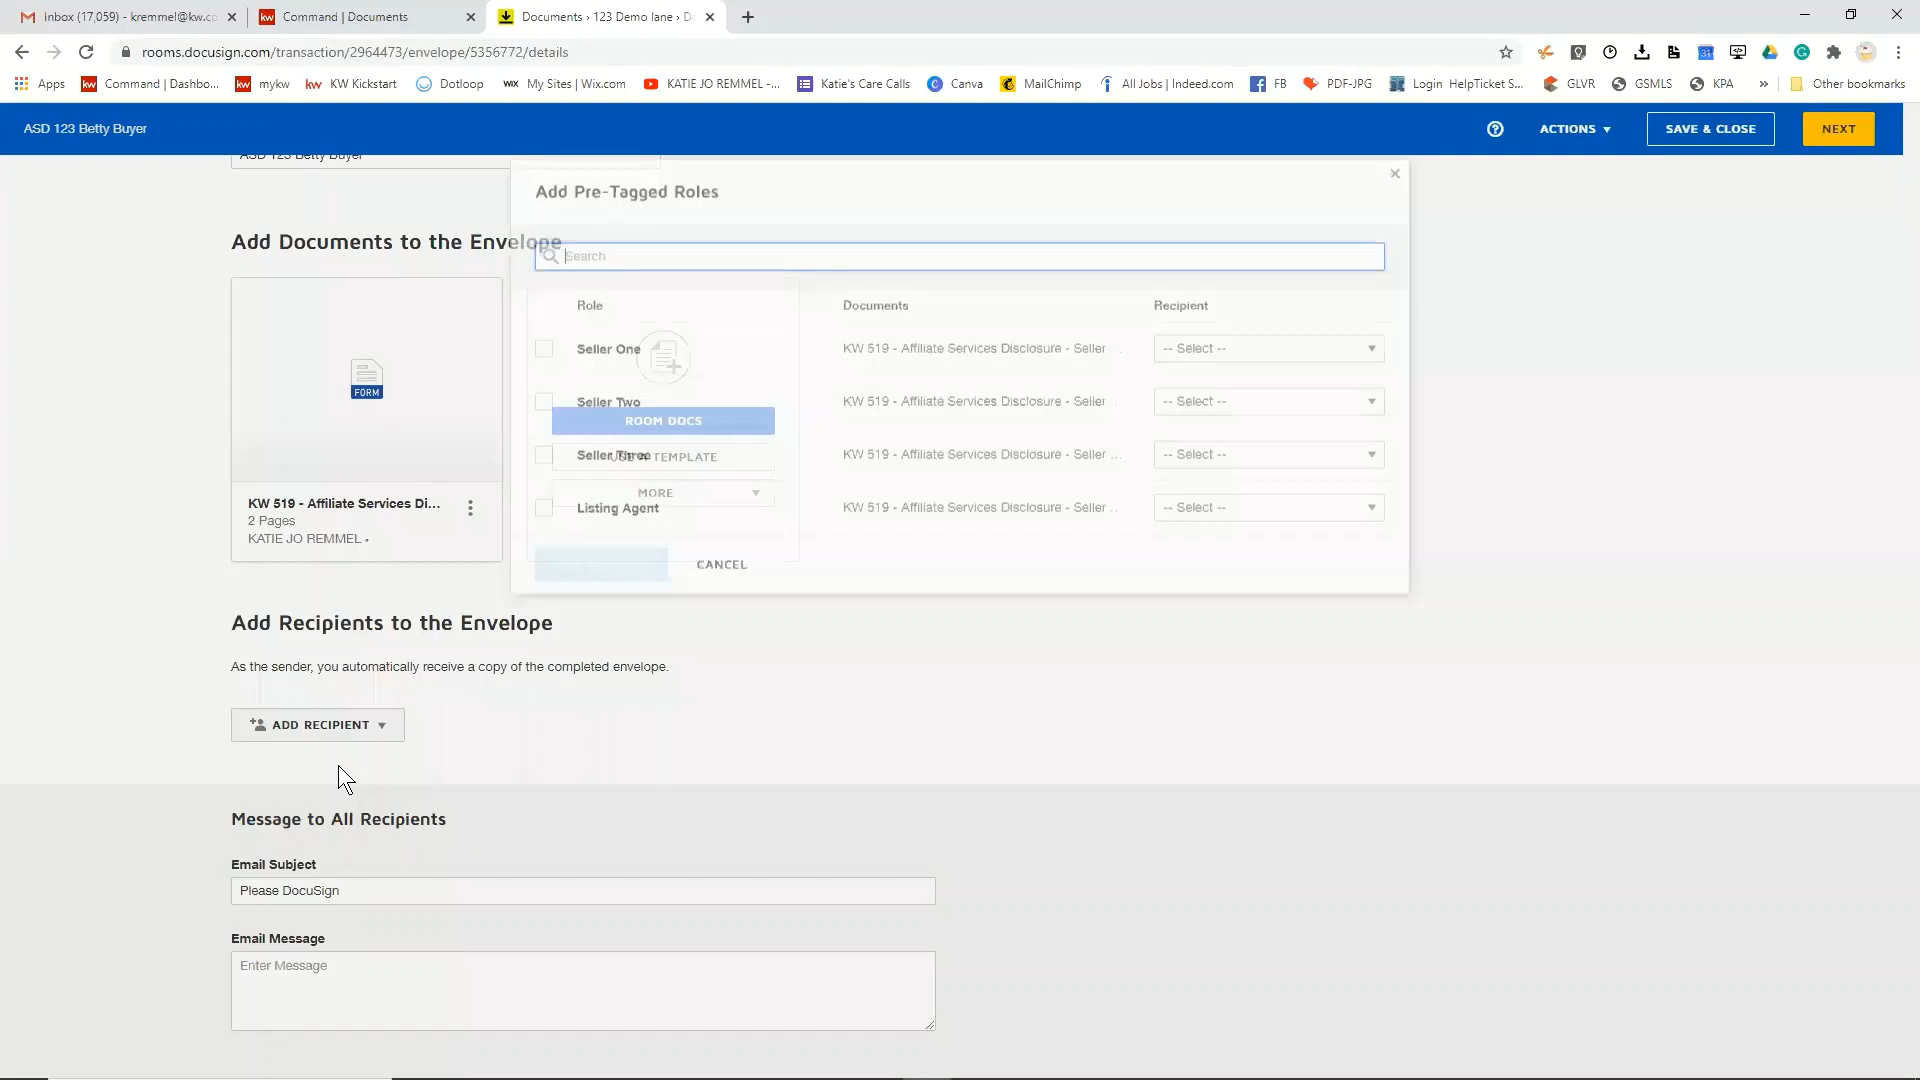 Inbox (17,059) - kremmel@kw.co
Command | Documents
Documents › 123 Demo lane › D
rooms.docusign.com/transaction/2964473/envelope/5356772/details
Apps
Command | Dashbo...
mykw
KW Kickstart
Dotloop
My Sites | Wix.com
KATIE JO REMMEL -...
Katie's Care Calls
Canva
MailChimp
All Jobs | Indeed.com
FB
PDF-JPG
Login HelpTicket S...
GLVR
GSMLS
KPA
»
Other bookmarks
ASD 123 Betty Buyer
ACTIONS
SAVE & CLOSE
NEXT
ASD 123 Betty Buyer
Add Pre-Tagged Roles
Add Documents to the Envelope
Search
Role
Documents
Recipient
Seller One
KW 519 - Affiliate Services Disclosure - Seller ...
-- Select --
Seller Two
KW 519 - Affiliate Services Disclosure - Seller ...
-- Select --
ROOM DOCS
Seller Three
USE A TEMPLATE
KW 519 - Affiliate Services Disclosure - Seller ...
-- Select --
MORE
Listing Agent
KW 519 - Affiliate Services Disclosure - Seller ...
-- Select --
CANCEL
FORM
KW 519 - Affiliate Services Di...
2 Pages
KATIE JO REMMEL •
Add Recipients to the Envelope
As the sender, you automatically receive a copy of the completed envelope.
ADD RECIPIENT
Message to All Recipients
Email Subject
Please DocuSign
Email Message
Enter Message